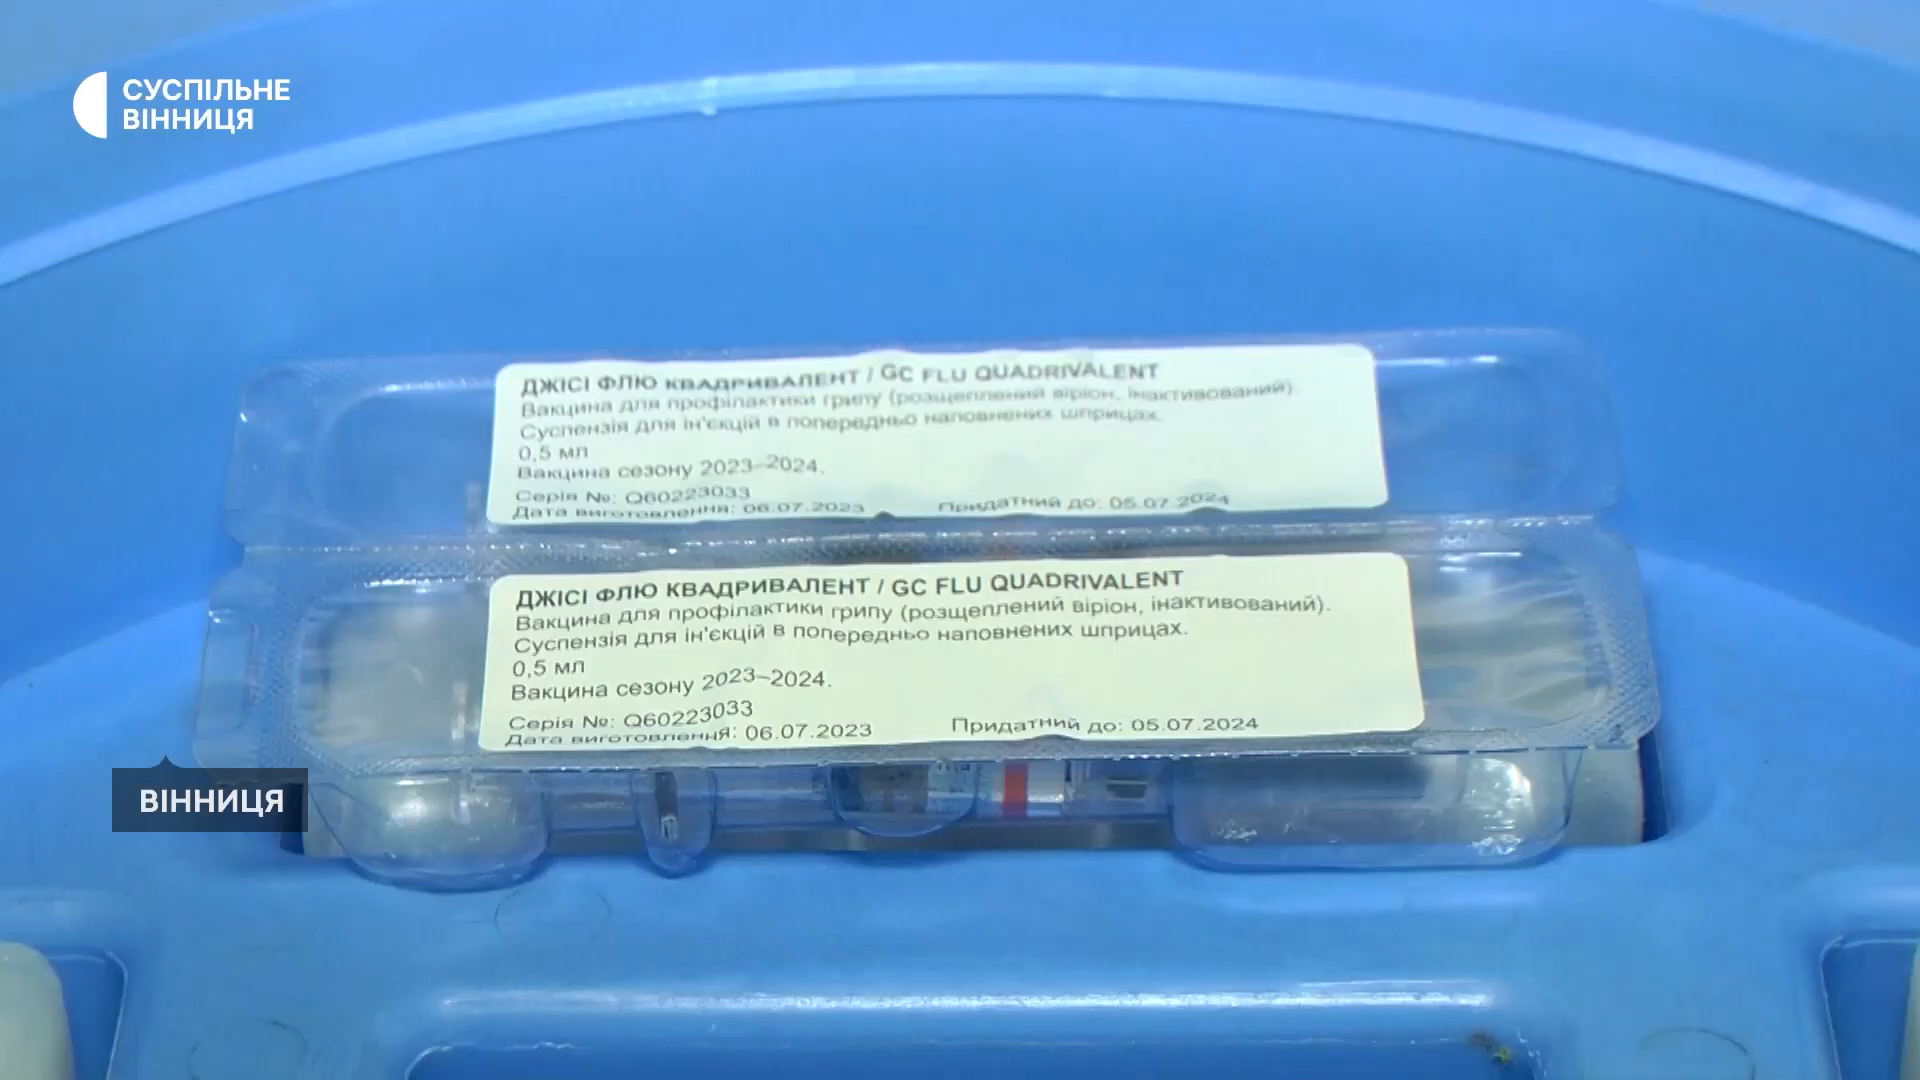 СУСПІЛЬНЕ
ВІННИЦЯ
ДЖІСІ ФЛЮ КВАДРИВАЛЕНТ / GC FLU QUADRIVALENT
Вакцина для профілактики грипу (розщеплений віріон, інактивований).
Суспензія для ін'єкцій в попередньо наповнених шприцах.
0,5 мл
Вакцина сезону 2023–2024.
Серія №: Q60223033
Дата виготовлення: 06.07.2023 Придатний до: 05.07.2024
ДЖІСІ ФЛЮ КВАДРИВАЛЕНТ / GC FLU QUADRIVALENT
Вакцина для профілактики грипу (розщеплений віріон, інактивований).
Суспензія для ін'єкцій в попередньо наповнених шприцах.
0,5 мл
Вакцина сезону 2023–2024.
Серія №: Q60223033
Дата виготовлення: 06.07.2023 Придатний до: 05.07.2024
ВІННИЦЯ